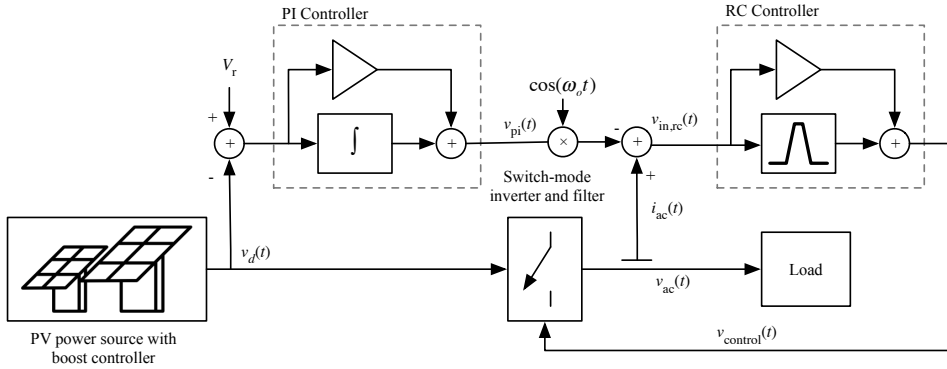 PI Controller
RC Controller
V_r
cos(ω_o t)
+
v_pi(t)
-
v_in,rc(t)
∫
+
+
×
+
+
-
+
Switch-mode
inverter and filter
i_ac(t)
v_d(t)
v_ac(t)
Load
PV power source with
boost controller
v_control(t)